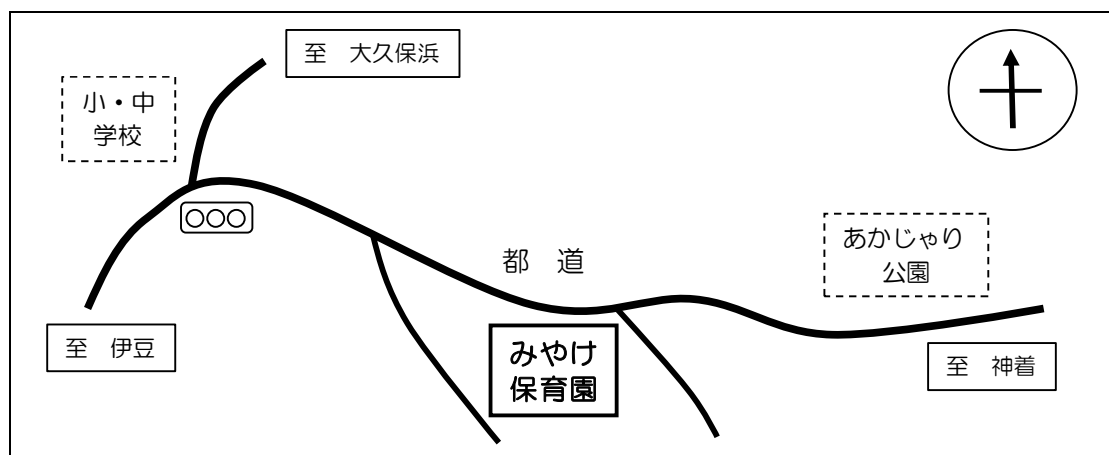 至　大久保浜
小・中
学校
都　道
あかじゃり
公園
至　伊豆
みやけ
保育園
至　神着